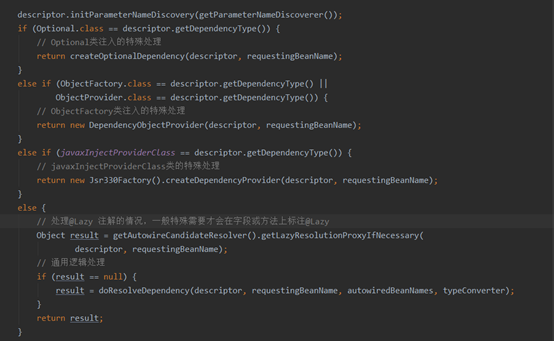 descriptor.initParameterNameDiscovery(getParameterNameDiscoverer());
if (Optional.class == descriptor.getDependencyType()) {
// Optional类注入的特殊处理
return createOptionalDependency(descriptor, requestingBeanName);
}
else if (ObjectFactory.class == descriptor.getDependencyType() ||
ObjectProvider.class == descriptor.getDependencyType()) {
// ObjectFactory类注入的特殊处理
return new DependencyObjectProvider(descriptor, requestingBeanName);
}
else if (javaxInjectProviderClass == descriptor.getDependencyType()) {
// javaxInjectProviderClass类的特殊处理
return new Jsr330Factory().createDependencyProvider(descriptor, requestingBeanName);
}
else {
// 处理@Lazy 注解的情况，一般特殊需要才会在字段或方法上标注@Lazy
Object result = getAutowireCandidateResolver().getLazyResolutionProxyIfNecessary(
descriptor, requestingBeanName);
// 通用逻辑处理
if (result == null) {
result = doResolveDependency(descriptor, requestingBeanName, autowiredBeanNames, typeConverter);
}
return result;
}